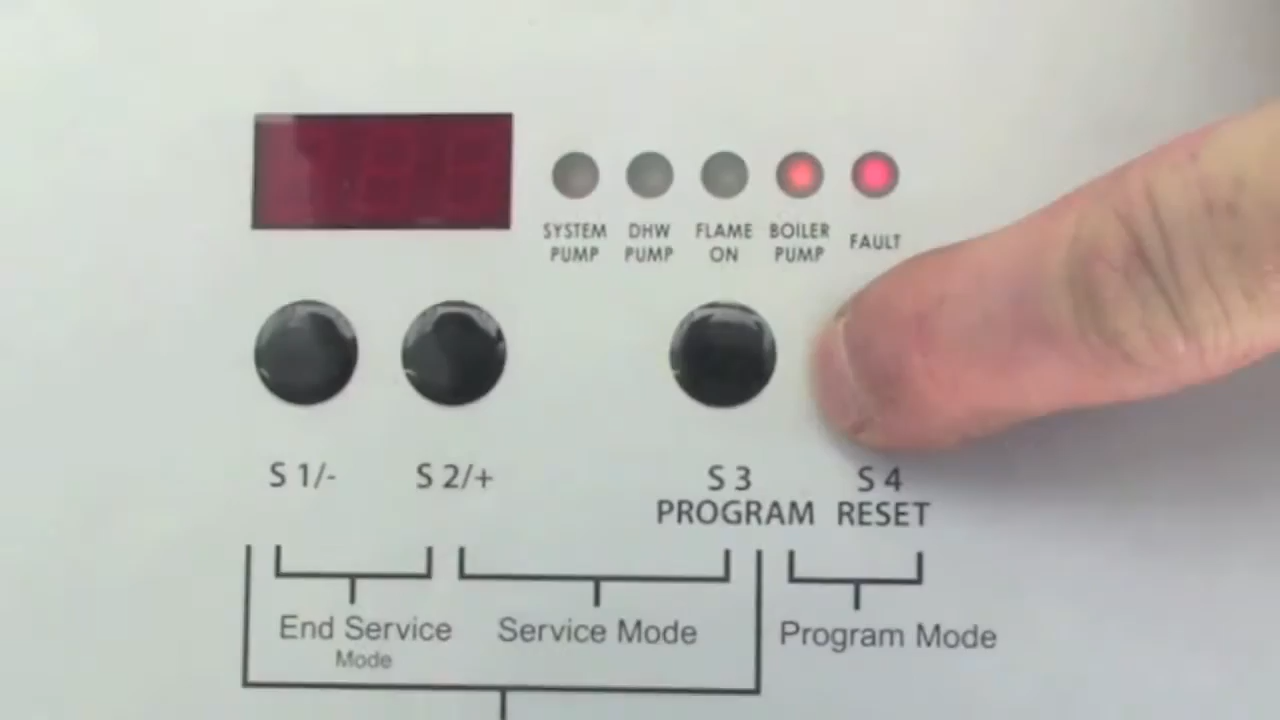 SYSTEM PUMP
DHW PUMP
FLAME ON
BOILER PUMP
FAULT
S 1/-
S 2/+
S 3
PROGRAM
S 4
RESET
End Service
Mode
Service Mode
Program Mode